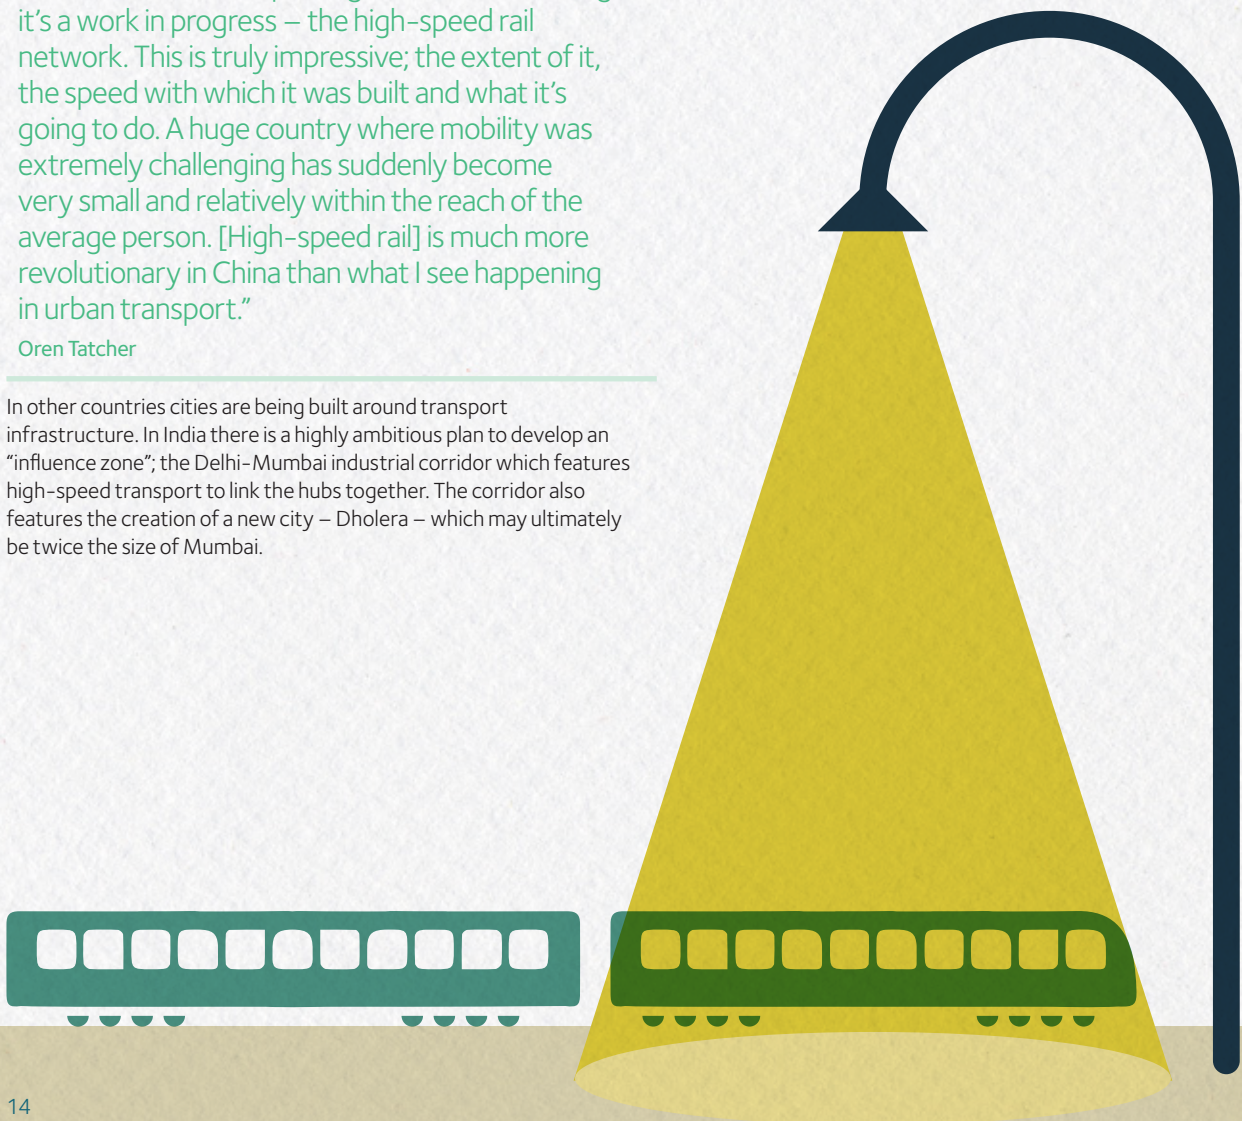 it’s a work in progress – the high-speed rail
network. This is truly impressive; the extent of it,
the speed with which it was built and what it’s
going to do. A huge country where mobility was
extremely challenging has suddenly become
very small and relatively within the reach of the
average person. [High-speed rail] is much more
revolutionary in China than what I see happening
in urban transport.”
Oren Tatcher
In other countries cities are being built around transport
infrastructure. In India there is a highly ambitious plan to develop an
“influence zone”; the Delhi-Mumbai industrial corridor which features
high-speed transport to link the hubs together. The corridor also
features the creation of a new city – Dholera – which may ultimately
be twice the size of Mumbai.
14